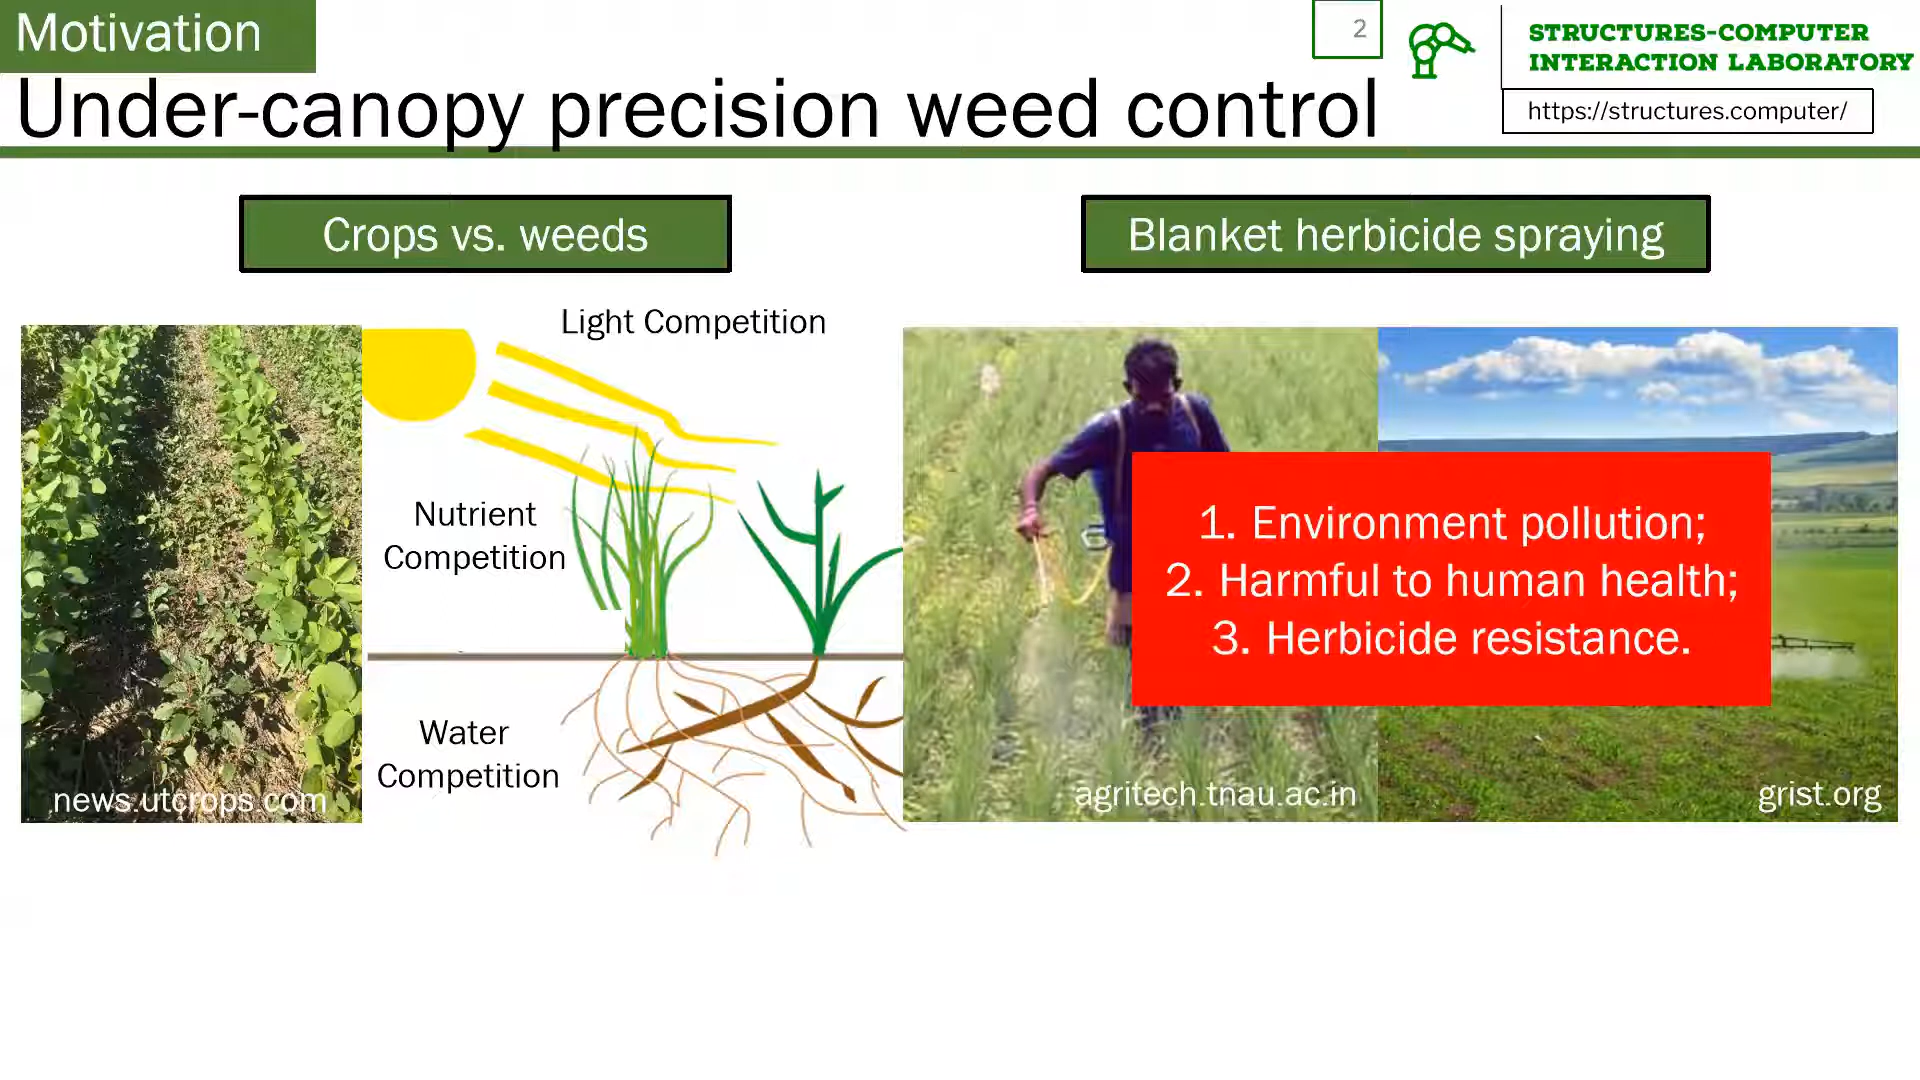 Motivation
2
STRUCTURES-COMPUTER
INTERACTION LABORATORY
https://structures.computer/
Under-canopy precision weed control
Crops vs. weeds
Blanket herbicide spraying
Light Competition
Nutrient
Competition
Water
Competition
news.utcrops.com
1. Environment pollution;
2. Harmful to human health;
3. Herbicide resistance.
agritech.tnau.ac.in
grist.org